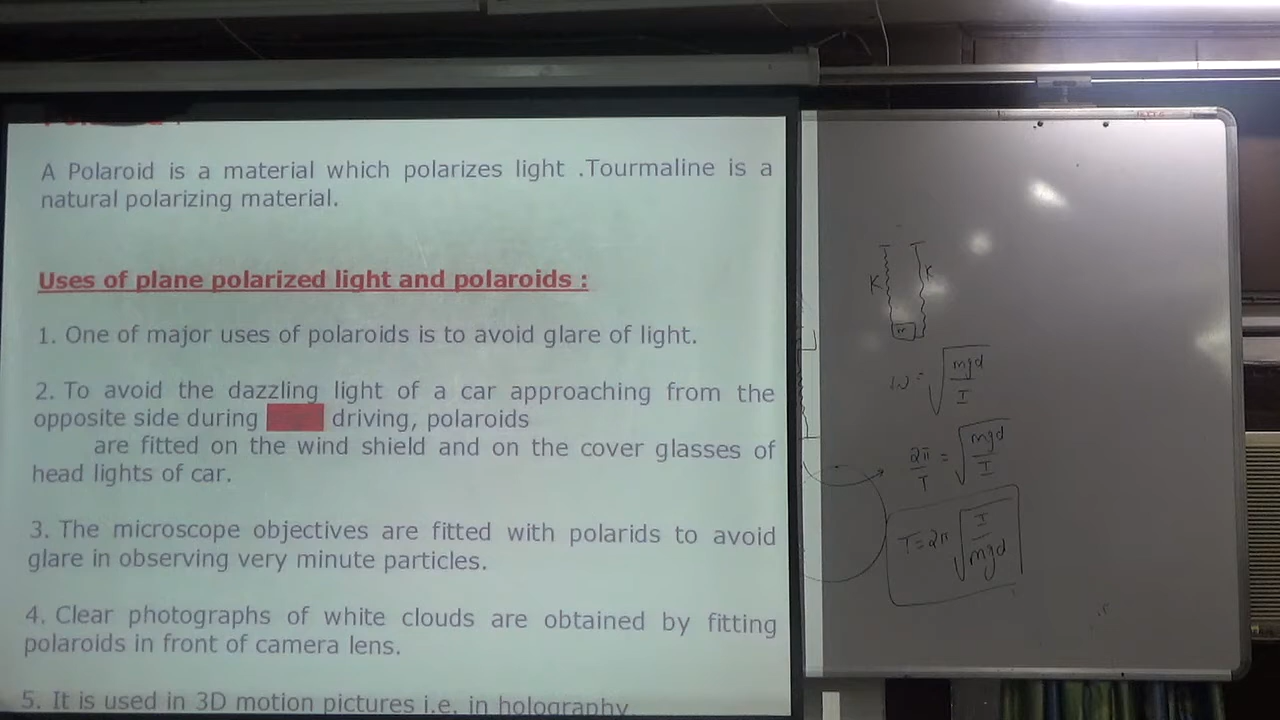 A Polaroid is a material which polarizes light .Tourmaline is a
natural polarizing material.
Uses of plane polarized light and polaroids :
1. One of major uses of polaroids is to avoid glare of light.
2. To avoid the dazzling light of a car approaching from the
opposite side during driving, polaroids
are fitted on the wind shield and on the cover glasses of
head lights of car.
3. The microscope objectives are fitted with polarids to avoid
glare in observing very minute particles.
4. Clear photographs of white clouds are obtained by fitting
polaroids in front of camera lens.
5. It is used in 3D motion pictures i.e. in holography
K K
ω = √(mgd/I)
2π/T = √(mgd/I)
T = 2π √(I/mgd)